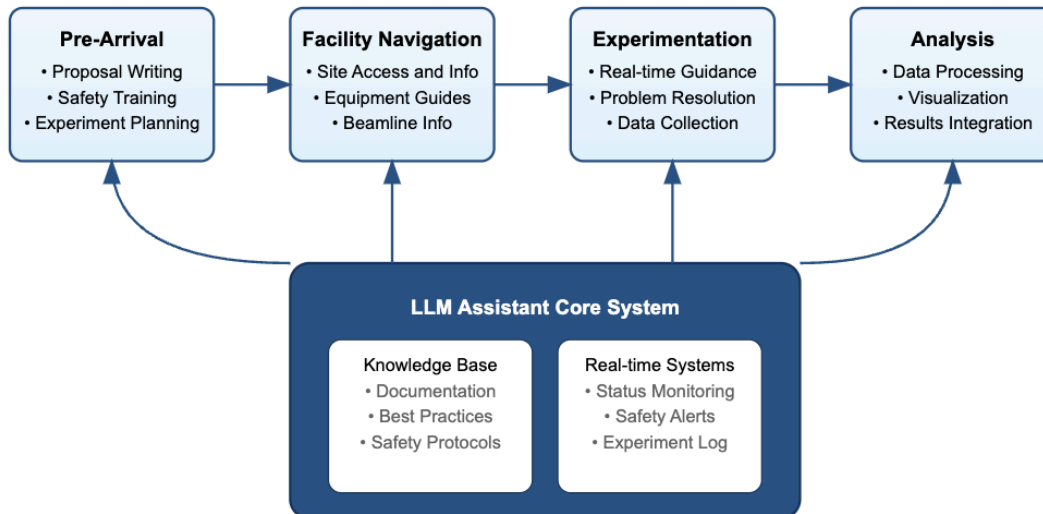 Pre-Arrival
• Proposal Writing
• Safety Training
• Experiment Planning
Facility Navigation
• Site Access and Info
• Equipment Guides
• Beamline Info
Experimentation
• Real-time Guidance
• Problem Resolution
• Data Collection
Analysis
• Data Processing
• Visualization
• Results Integration
LLM Assistant Core System
Knowledge Base
• Documentation
• Best Practices
• Safety Protocols
Real-time Systems
• Status Monitoring
• Safety Alerts
• Experiment Log